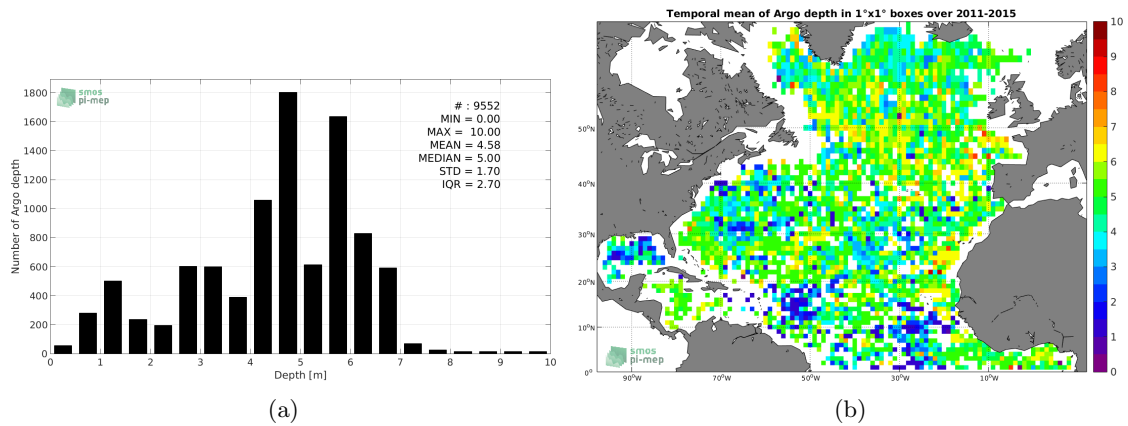 smos
pi-mep
# : 9552
MIN = 0.00
MAX = 10.00
MEAN = 4.58
MEDIAN = 5.00
STD = 1.70
IQR = 2.70
Number of Argo depth
1800
1600
1400
1200
1000
800
600
400
200
0
0 1 2 3 4 5 6 7 8 9 10
Depth [m]
(a)
Temporal mean of Argo depth in 1°x1° boxes over 2011-2015
50°N
40°N
30°N
20°N
10°N
0°
90°W 70°W 50°W 30°W 10°W
smos
pi-mep
10
9
8
7
6
5
4
3
2
1
0
(b)